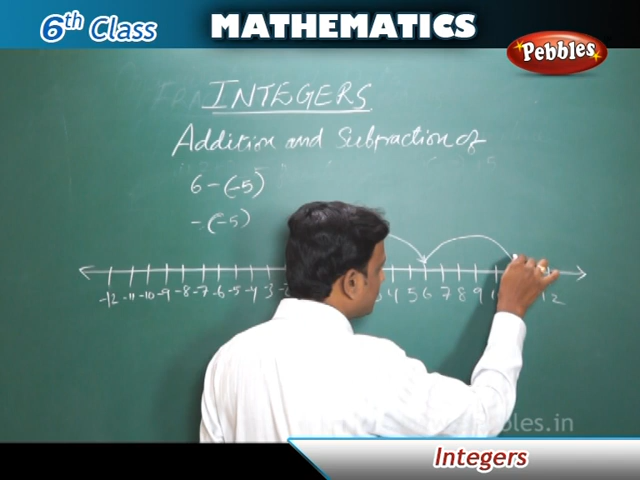 6th Class MATHEMATICS
Pebbles
INTEGERS
Addition and Subtraction of
6-(-5)
-(-5)
-12 -11 -10 -9 -8 -7 -6 -5 -4 3 4 5 6 7 8 9 12
Integers